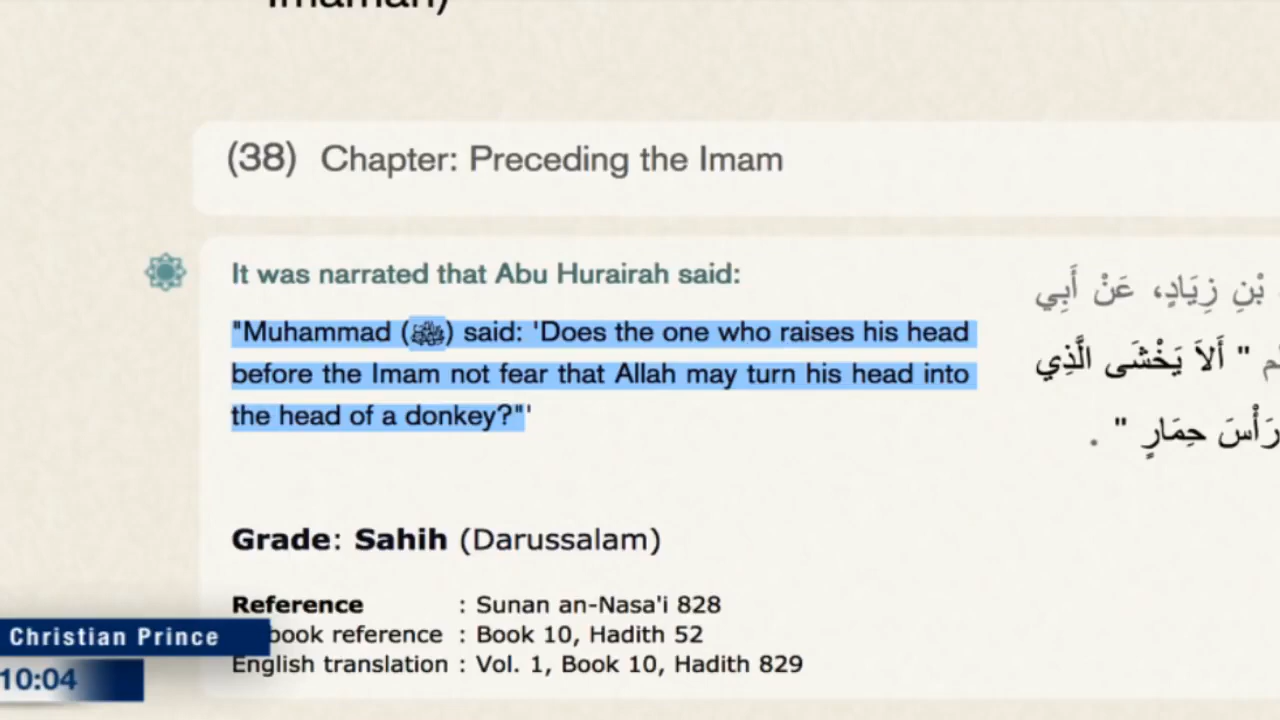 (38) Chapter: Preceding the Imam
It was narrated that Abu Hurairah said:
"Muhammad (ﷺ) said: 'Does the one who raises his head
before the Imam not fear that Allah may turn his head into
the head of a donkey?"'
بْنِ زِيَادٍ، عَنْ أَبِي
" أَلاَ يَخْشَى الَّذِي
رَأْسَ حِمَارٍ " .
Grade: Sahih (Darussalam)
Reference : Sunan an-Nasa'i 828
book reference : Book 10, Hadith 52
English translation : Vol. 1, Book 10, Hadith 829
Christian Prince
10:04